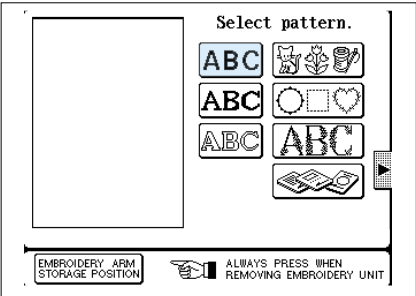 Select pattern.
ABC
ABC
ABC
ABC
EMBROIDERY ARM
STORAGE POSITION
ALWAYS PRESS WHEN
REMOVING EMBROIDERY UNIT